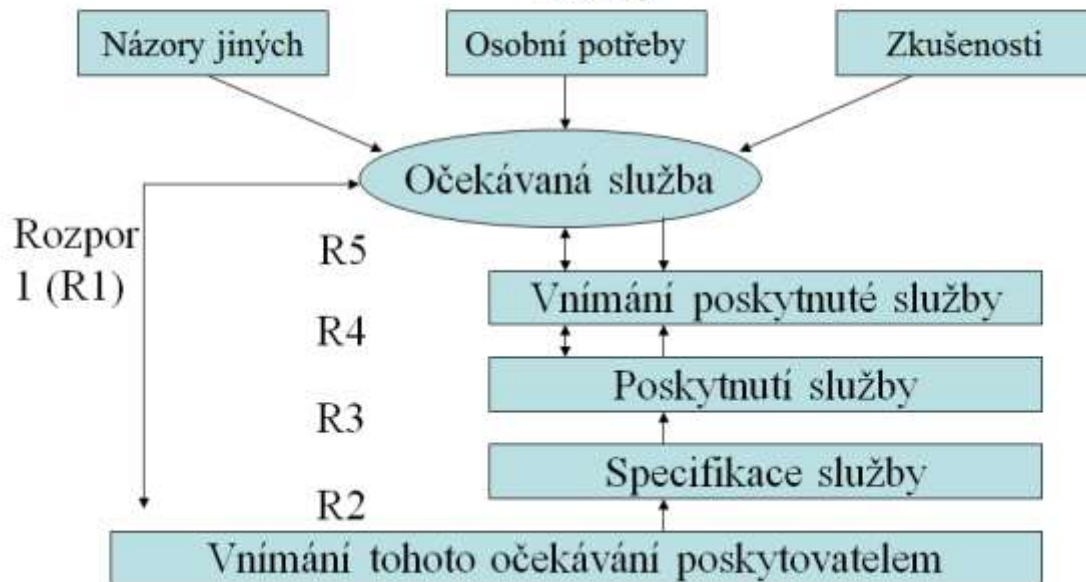 Názory jiných
Osobní potřeby
Zkušenosti
Očekávaná služba
Rozpor
1 (R1)
R5
Vnímání poskytnuté služby
R4
Poskytnutí služby
R3
Specifikace služby
R2
Vnímání tohoto očekávání poskytovatelem